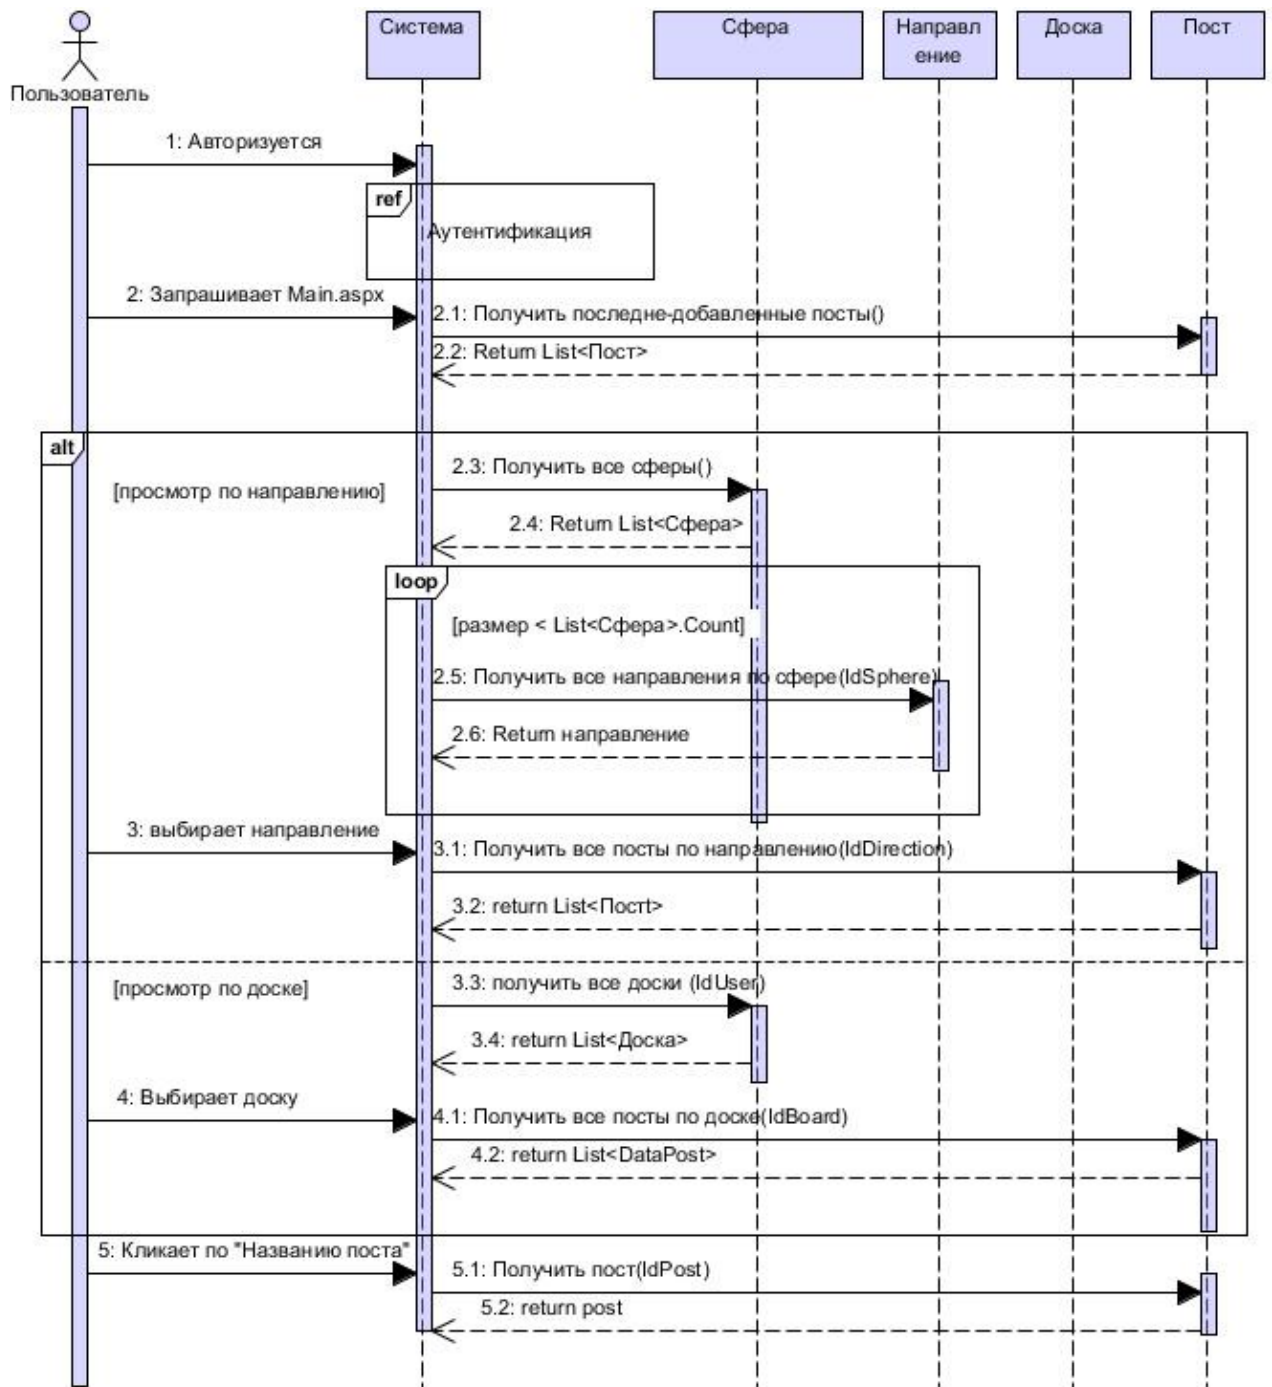 Система
Сфера
Направл
ение
Доска
Пост
Пользователь
1: Авторизуется
ref
Аутентификация
2: Запрашивает Main.aspx
2.1: Получить последне-добавленные посты()
2.2: Return List<Пост>
alt
2.3: Получить все сферы()
[просмотр по направлению]
2.4: Return List<Сфера>
loop
[размер < List<Сфера>.Count]
2.5: Получить все направления по сфере(IdSphere)
2.6: Return направление
3: выбирает направление
3.1: Получить все посты по направлению(IdDirection)
3.2: return List<Постt>
3.3: получить все доски (IdUser)
[просмотр по доске]
3.4: return List<Доска>
4: Выбирает доску
4.1: Получить все посты по доске(IdBoard)
4.2: return List<DataPost>
5: Кликает по "Названию поста"
5.1: Получить пост(IdPost)
5.2: return post